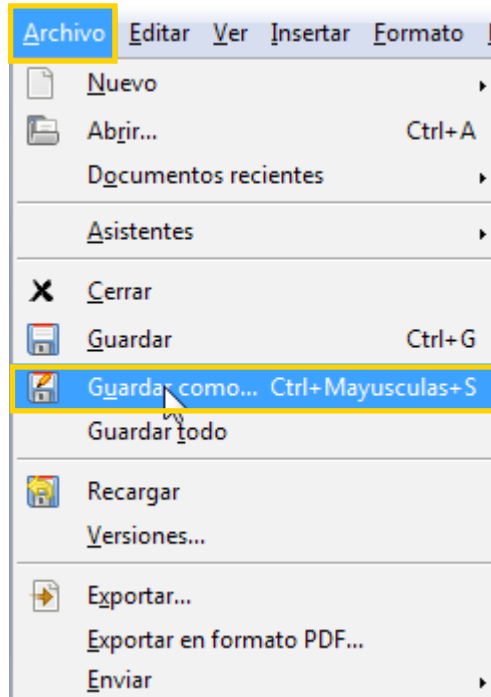 Archivo Editar Ver Insertar Formato
Nuevo
Abrir... Ctrl+A
Documentos recientes
Asistentes
Cerrar
Guardar Ctrl+G
Guardar como... Ctrl+Mayusculas+S
Guardar todo
Recargar
Versiones...
Exportar...
Exportar en formato PDF...
Enviar